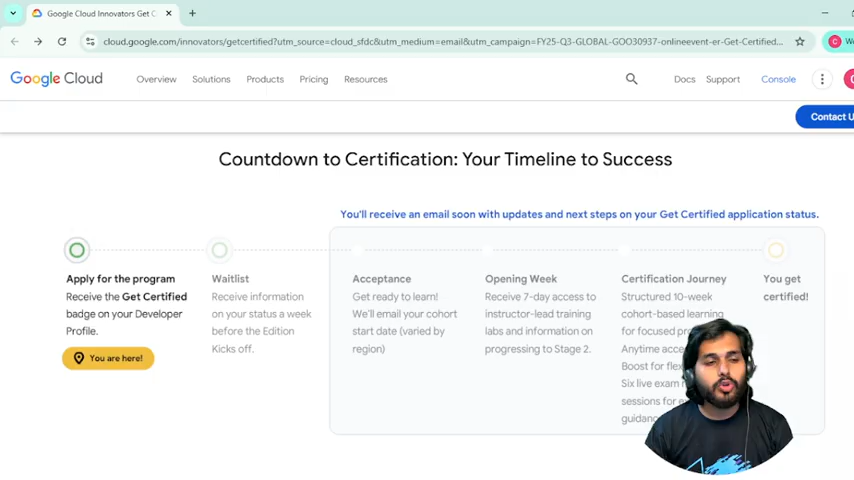 Google Cloud Innovators Get C
cloud.google.com/innovators/getcertified?utm_source=cloud_sfdc&utm_medium=email&utm_campaign=FY25-Q3-GLOBAL-GOO30937-onlineevent-er-Get-Certified...
Google Cloud
Overview
Solutions
Products
Pricing
Resources
Docs
Support
Console
Contact U
Countdown to Certification: Your Timeline to Success
You'll receive an email soon with updates and next steps on your Get Certified application status.
Apply for the program
Receive the Get Certified
badge on your Developer
Profile.
You are here!
Waitlist
Receive information
on your status a week
before the Edition
Kicks off.
Acceptance
Get ready to learn!
We'll email your cohort
start date (varied by
region)
Opening Week
Receive 7-day access to
instructor-led training
labs and information on
progressing to Stage 2.
Certification Journey
Structured 10-week
cohort-based learning
for focused
Anytime
Boost for
Six live exam
sessions for
You get
certified!